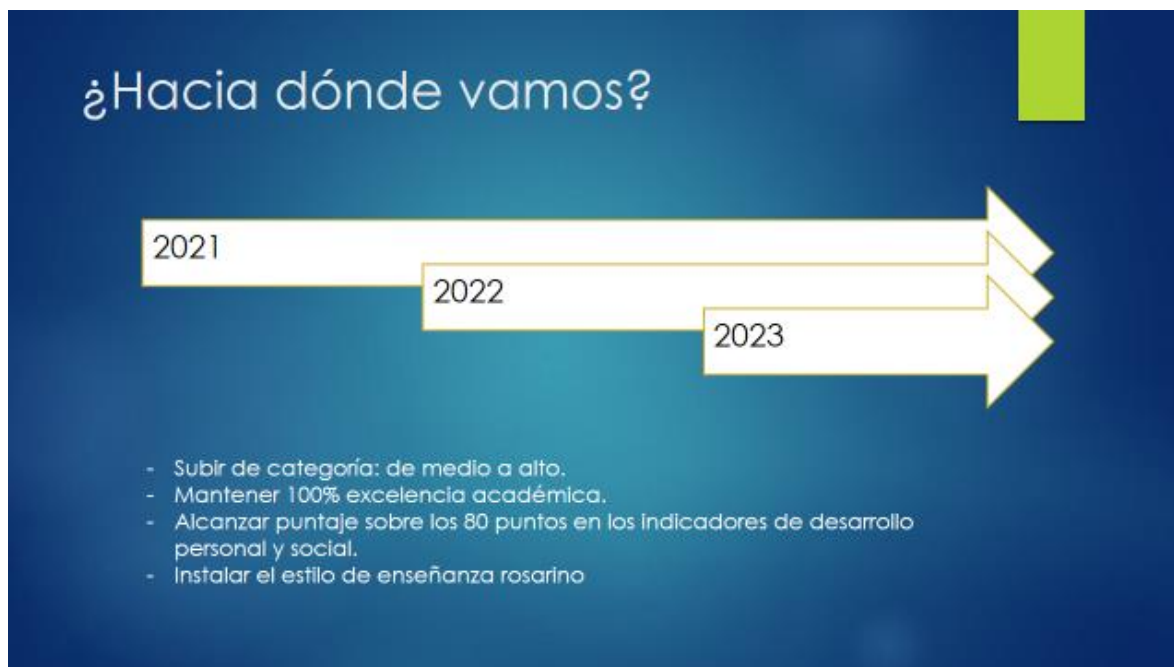 ¿Hacia dónde vamos?
2021
2022
2023
- Subir de categoría: de medio a alto.
- Mantener 100% excelencia académica.
- Alcanzar puntaje sobre los 80 puntos en los indicadores de desarrollo
personal y social.
- Instalar el estilo de enseñanza rosarino